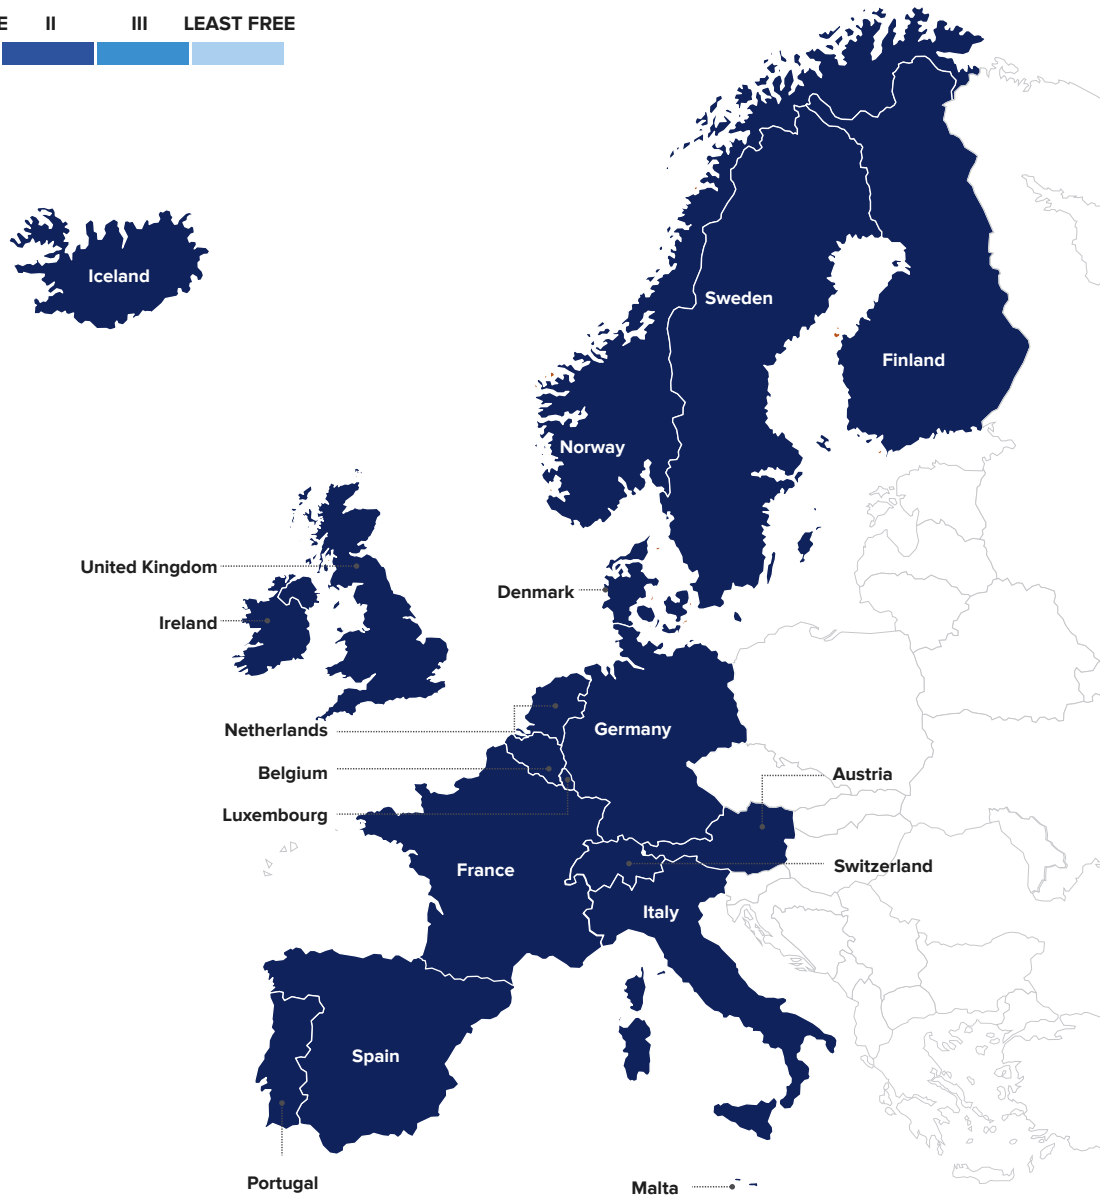 E II III LEAST FREE
Iceland
Sweden
Finland
Norway
United Kingdom
Denmark
Ireland
Netherlands
Germany
Belgium
Austria
Luxembourg
Switzerland
France
Italy
Spain
Portugal
Malta